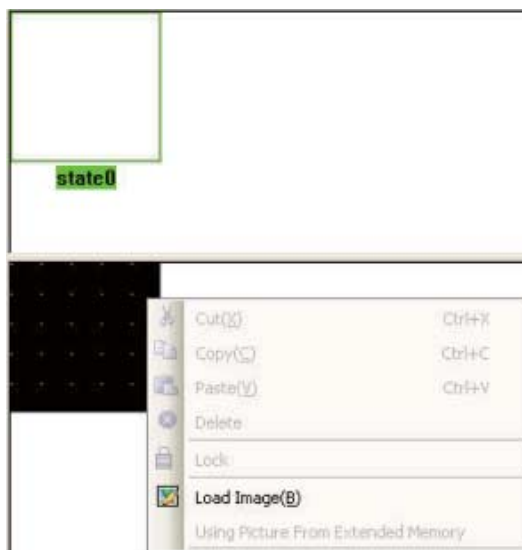 state0
Cut(X) Ctrl+X
Copy(C) Ctrl+C
Paste(V) Ctrl+V
Delete
Lock
Load Image(B)
Using Picture From Extended Memory